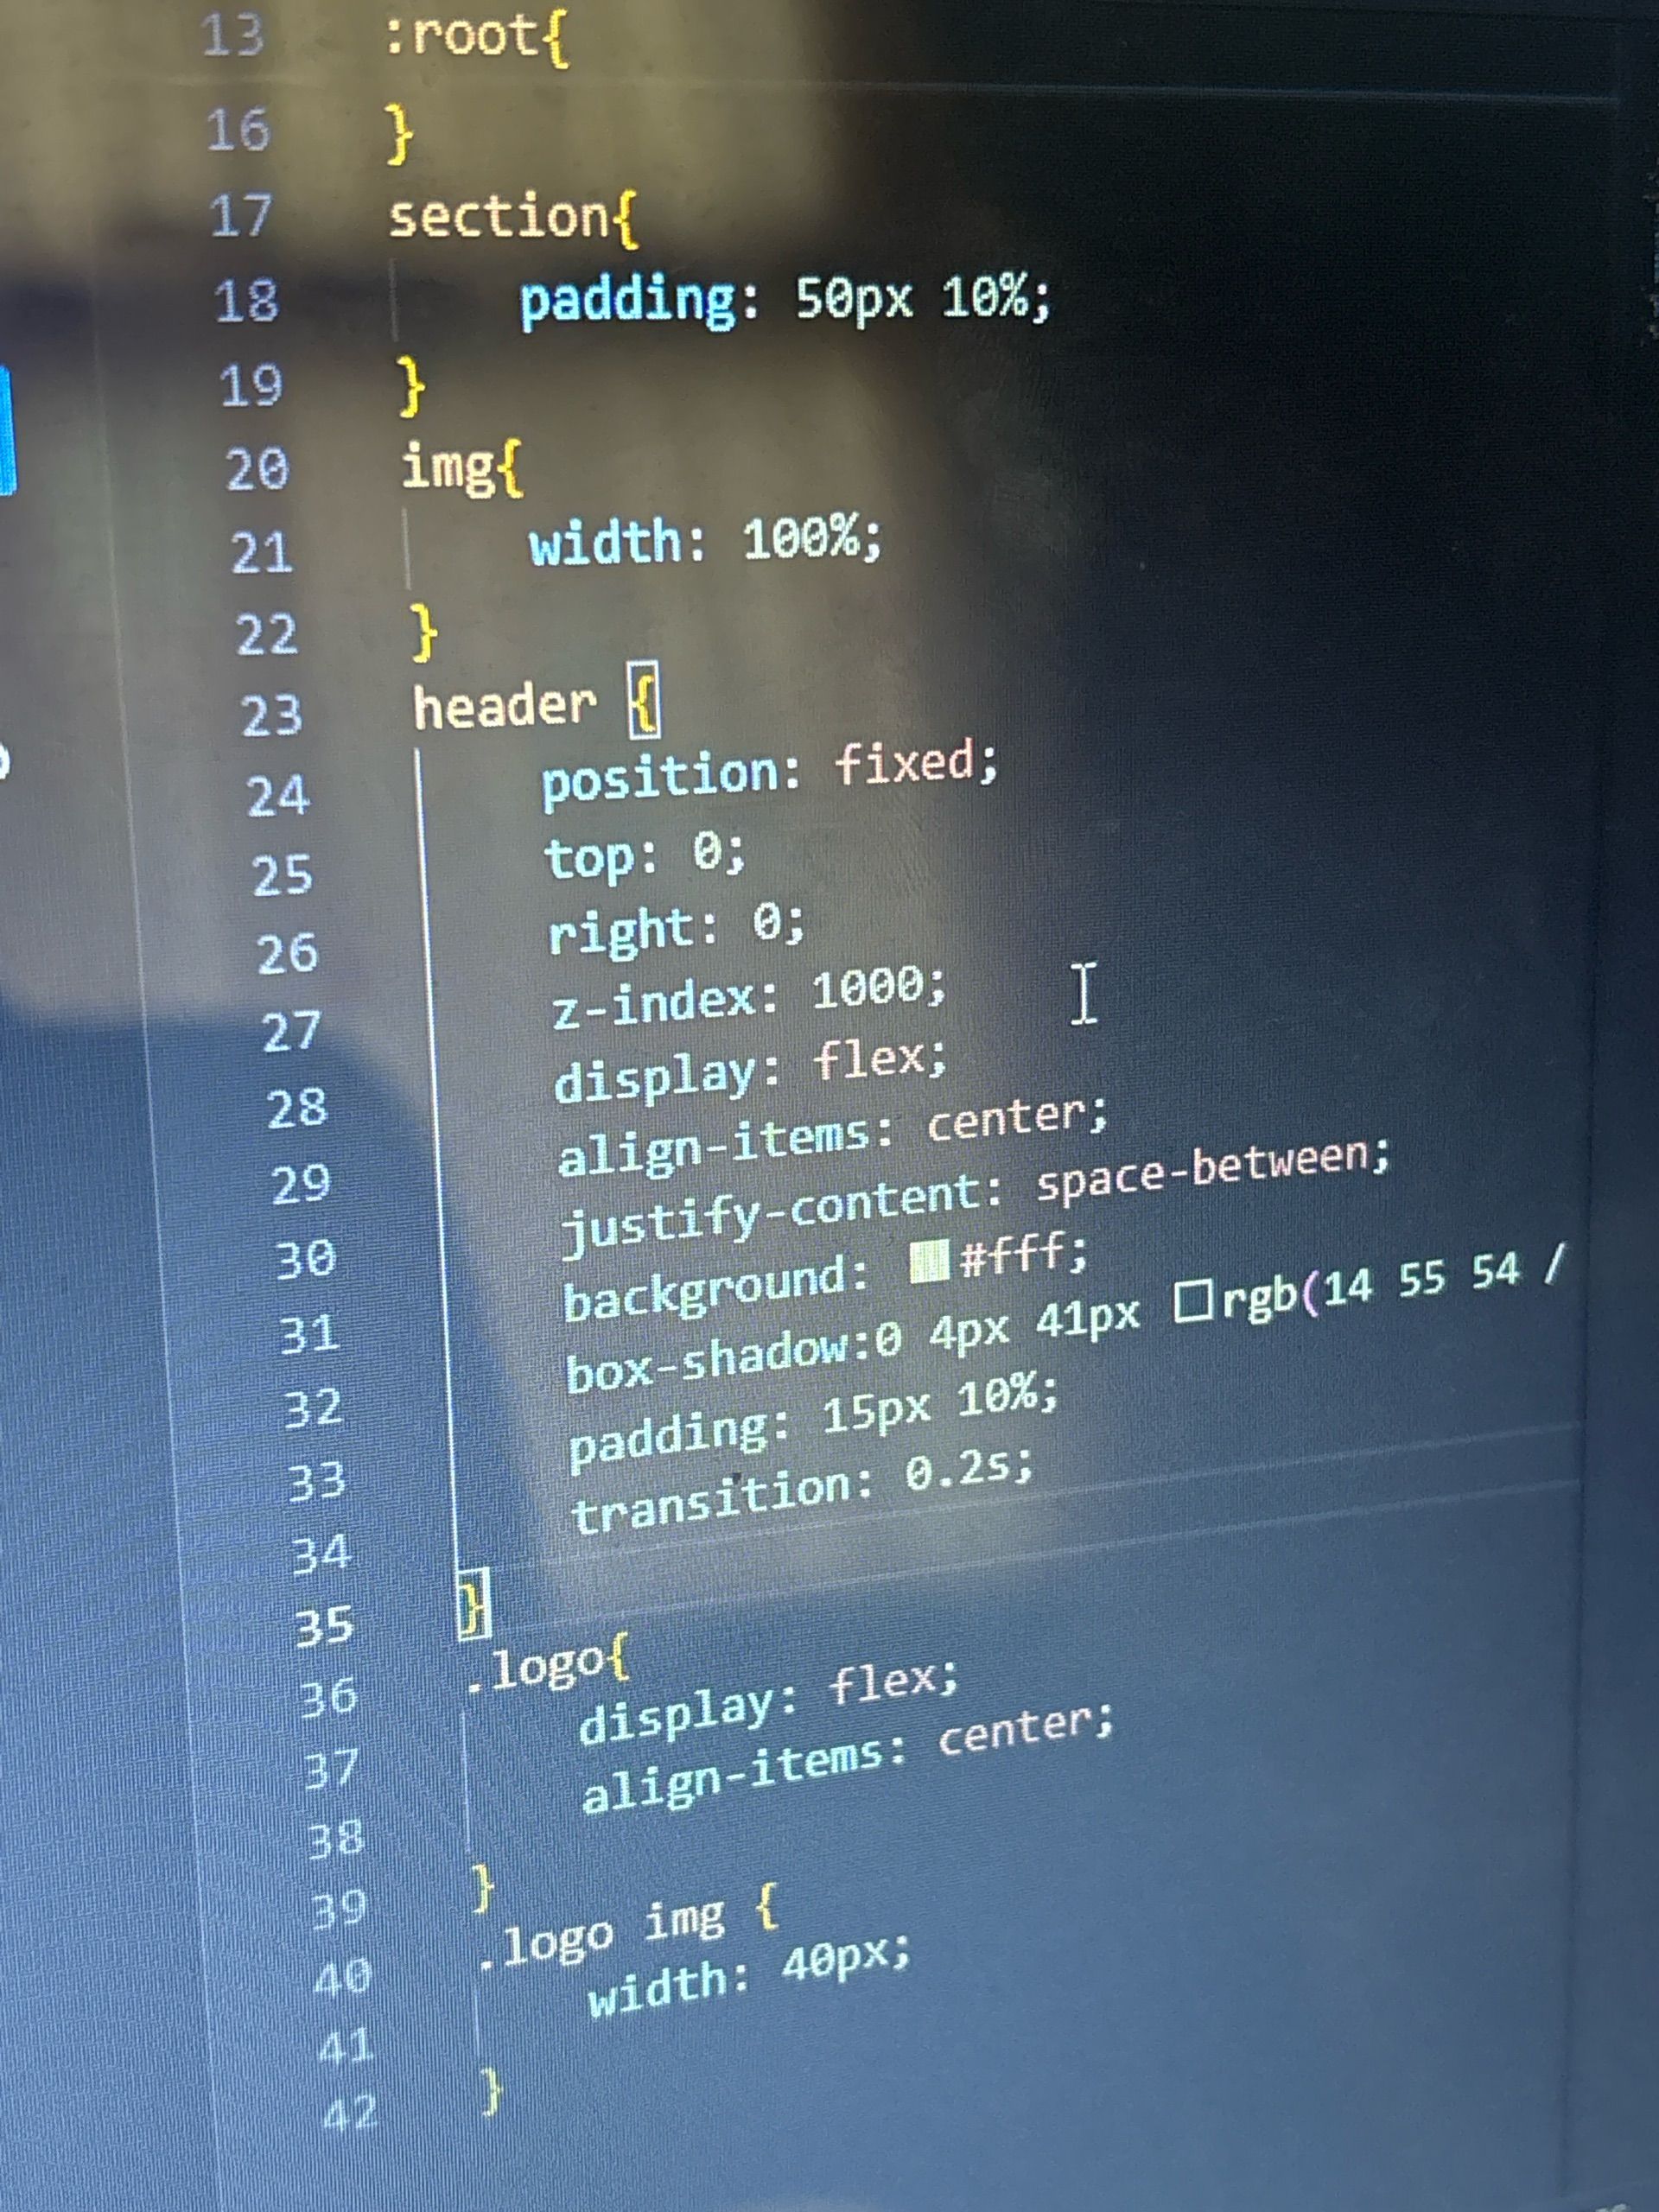 13 :root{
16 }
17 section{
18 padding: 50px 10%;
19 }
20 img{
21 width: 100%;
22 }
23 header {
24 position: fixed;
25 top: 0;
26 right: 0;
27 z-index: 1000;
28 display: flex;
29 align-items: center;
30 justify-content: space-between;
31 background: #fff;
32 box-shadow:0 4px 41px rgb(14 55 54 /
33 padding: 15px 10%;
34 transition: 0.2s;
35 }
36 .logo{
37 display: flex;
38 align-items: center;
39 }
40 .logo img {
41 width: 40px;
42 }